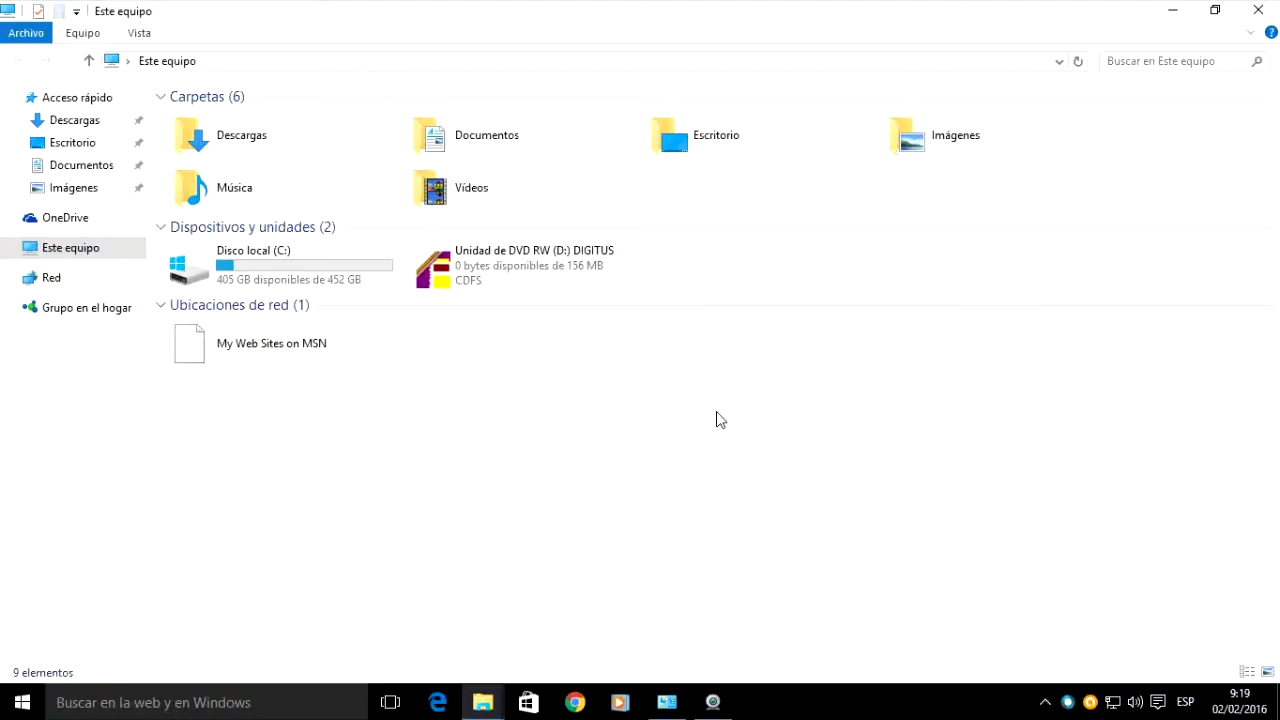 Este equipo
Archivo Equipo Vista
Este equipo
Buscar en Este equipo
Acceso rápido
Descargas
Escritorio
Documentos
Imágenes
OneDrive
Este equipo
Red
Grupo en el hogar
Carpetas (6)
Descargas
Documentos
Escritorio
Imágenes
Música
Vídeos
Dispositivos y unidades (2)
Disco local (C:)
405 GB disponibles de 452 GB
Unidad de DVD RW (D:) DIGITUS
0 bytes disponibles de 156 MB
CDFS
Ubicaciones de red (1)
My Web Sites on MSN
9 elementos
Buscar en la web y en Windows
ESP
9:19
02/02/2016